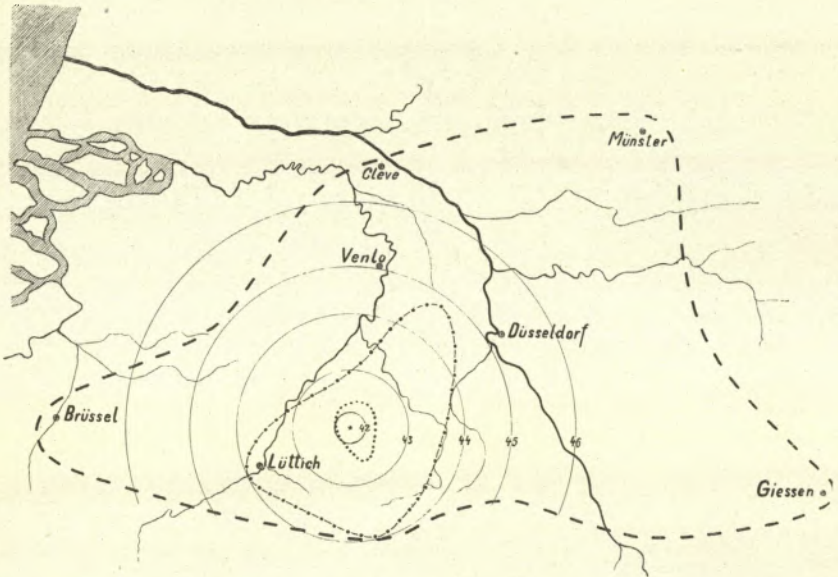 Münster
Cleve
Venlo
Düsseldorf
Brüssel
42 43 44 45 46
Lüttich
Giessen